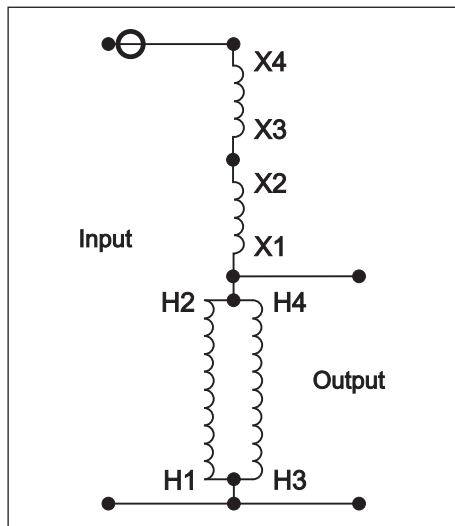 X4
X3
X2
Input
X1
H2 H4
Output
H1 H3